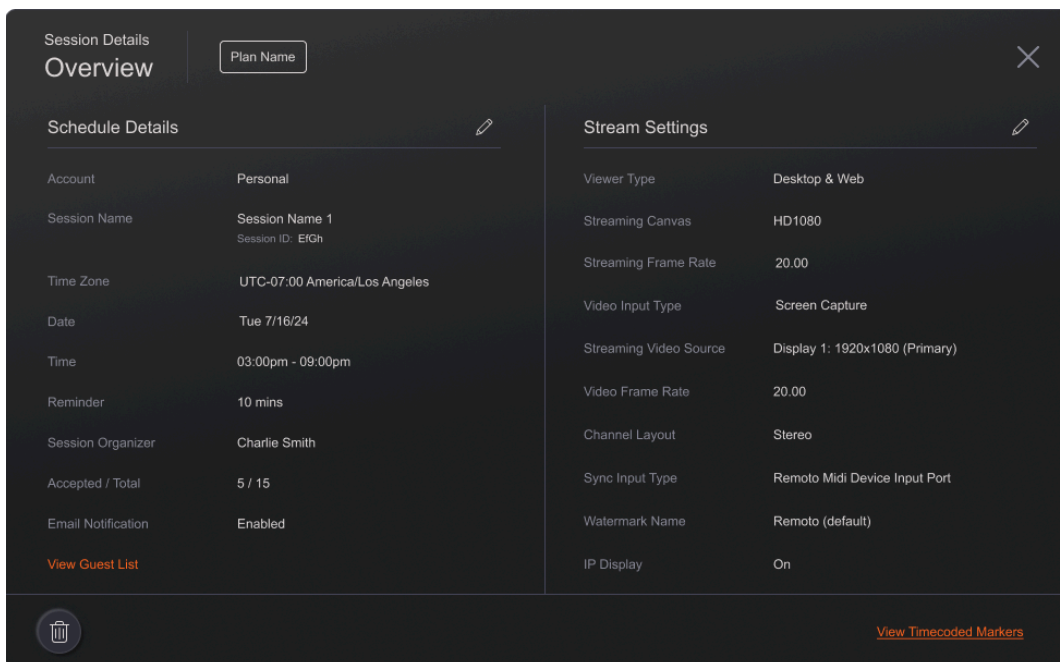 Session Details
Overview
Plan Name
Schedule Details
Account Personal
Session Name Session Name 1
Session ID: EfGh
Time Zone UTC-07:00 America/Los Angeles
Date Tue 7/16/24
Time 03:00pm - 09:00pm
Reminder 10 mins
Session Organizer Charlie Smith
Accepted / Total 5 / 15
Email Notification Enabled
View Guest List
Stream Settings
Viewer Type Desktop & Web
Streaming Canvas HD1080
Streaming Frame Rate 20.00
Video Input Type Screen Capture
Streaming Video Source Display 1: 1920x1080 (Primary)
Video Frame Rate 20.00
Channel Layout Stereo
Sync Input Type Remoto Midi Device Input Port
Watermark Name Remoto (default)
IP Display On
View Timecoded Markers